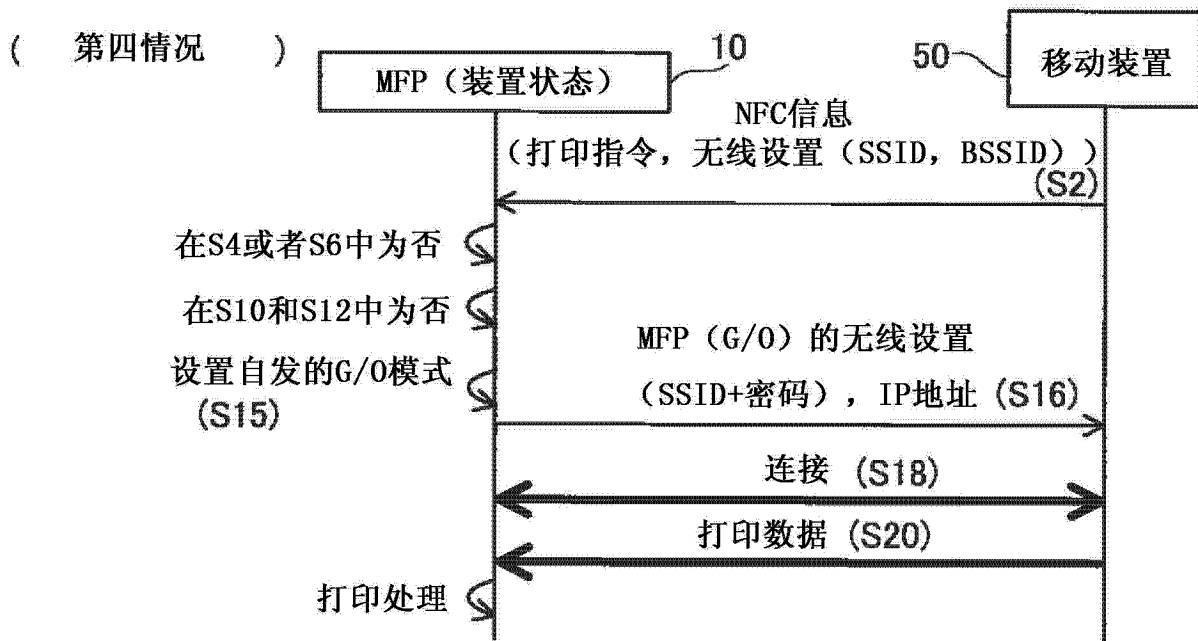 ( 第四情况 )
MFP（装置状态）
10
50
移动装置
NFC信息
（打印指令，无线设置（SSID，BSSID））
(S2)
在S4或者S6中为否
在S10和S12中为否
设置自发的G/O模式
(S15)
MFP（G/O）的无线设置
（SSID+密码），IP地址 (S16)
连接 (S18)
打印数据 (S20)
打印处理